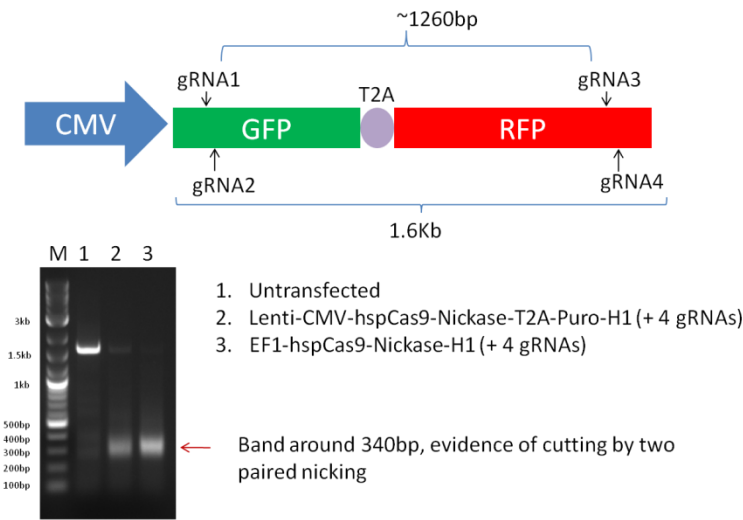 ~1260bp
gRNA1
gRNA3
T2A
CMV
GFP
RFP
gRNA2
gRNA4
1.6Kb
M 1 2 3
3kb
1.5kb
1kb
500bp
400bp
300bp
200bp
100bp
1. Untransfected
2. Lenti-CMV-hspCas9-Nickase-T2A-Puro-H1 (+ 4 gRNAs)
3. EF1-hspCas9-Nickase-H1 (+ 4 gRNAs)
Band around 340bp, evidence of cutting by two
paired nicking